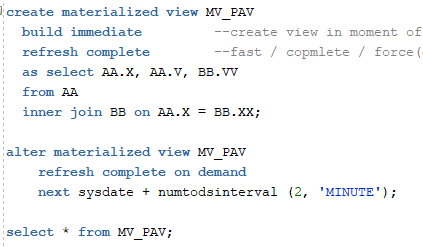 create materialized view MV_PAV
build immediate --create view in moment of
refresh complete --fast / copmlete / force(
as select AA.X, AA.V, BB.VV
from AA
inner join BB on AA.X = BB.XX;
alter materialized view MV_PAV
refresh complete on demand
next sysdate + numtodsinterval (2, 'MINUTE');
select * from MV_PAV;